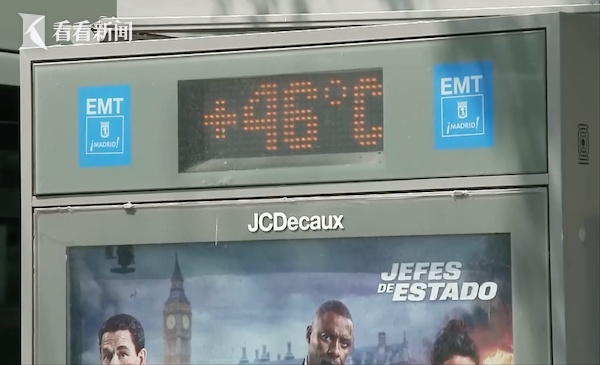 看看新闻
EMT
¡MADRID!
+46°C
EMT
¡MADRID!
JCDecaux
JEFES
DE ESTADO